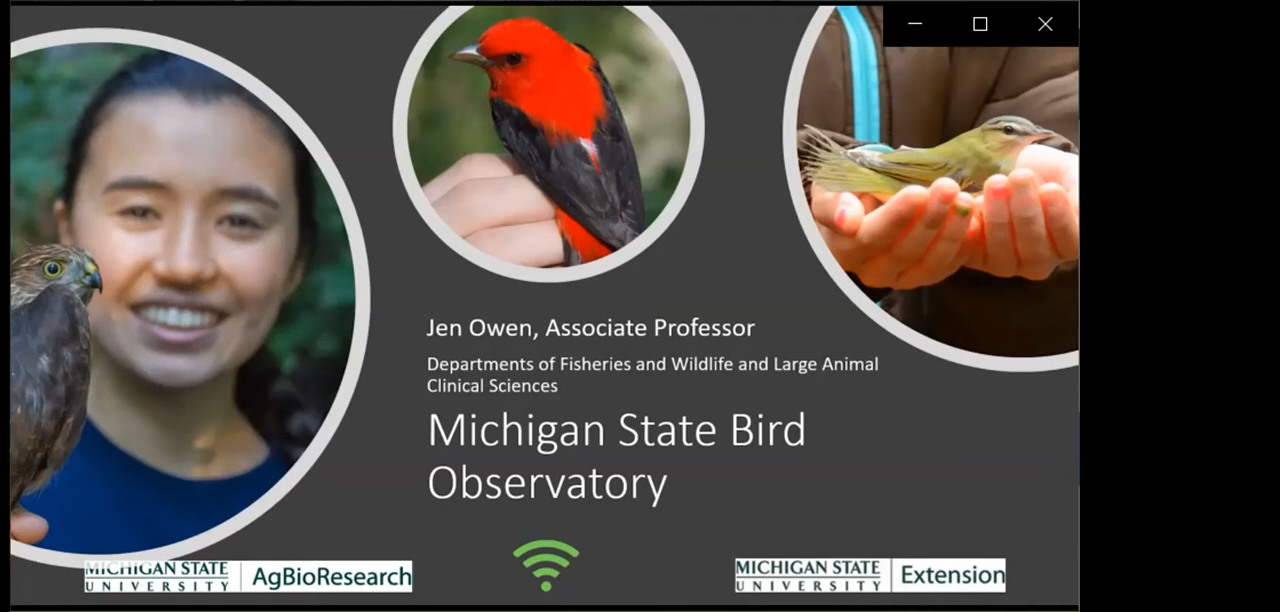 Jen Owen, Associate Professor
Departments of Fisheries and Wildlife and Large Animal
Clinical Sciences
Michigan State Bird
Observatory
MICHIGAN STATE
UNIVERSITY
AgBioResearch
MICHIGAN STATE
UNIVERSITY
Extension